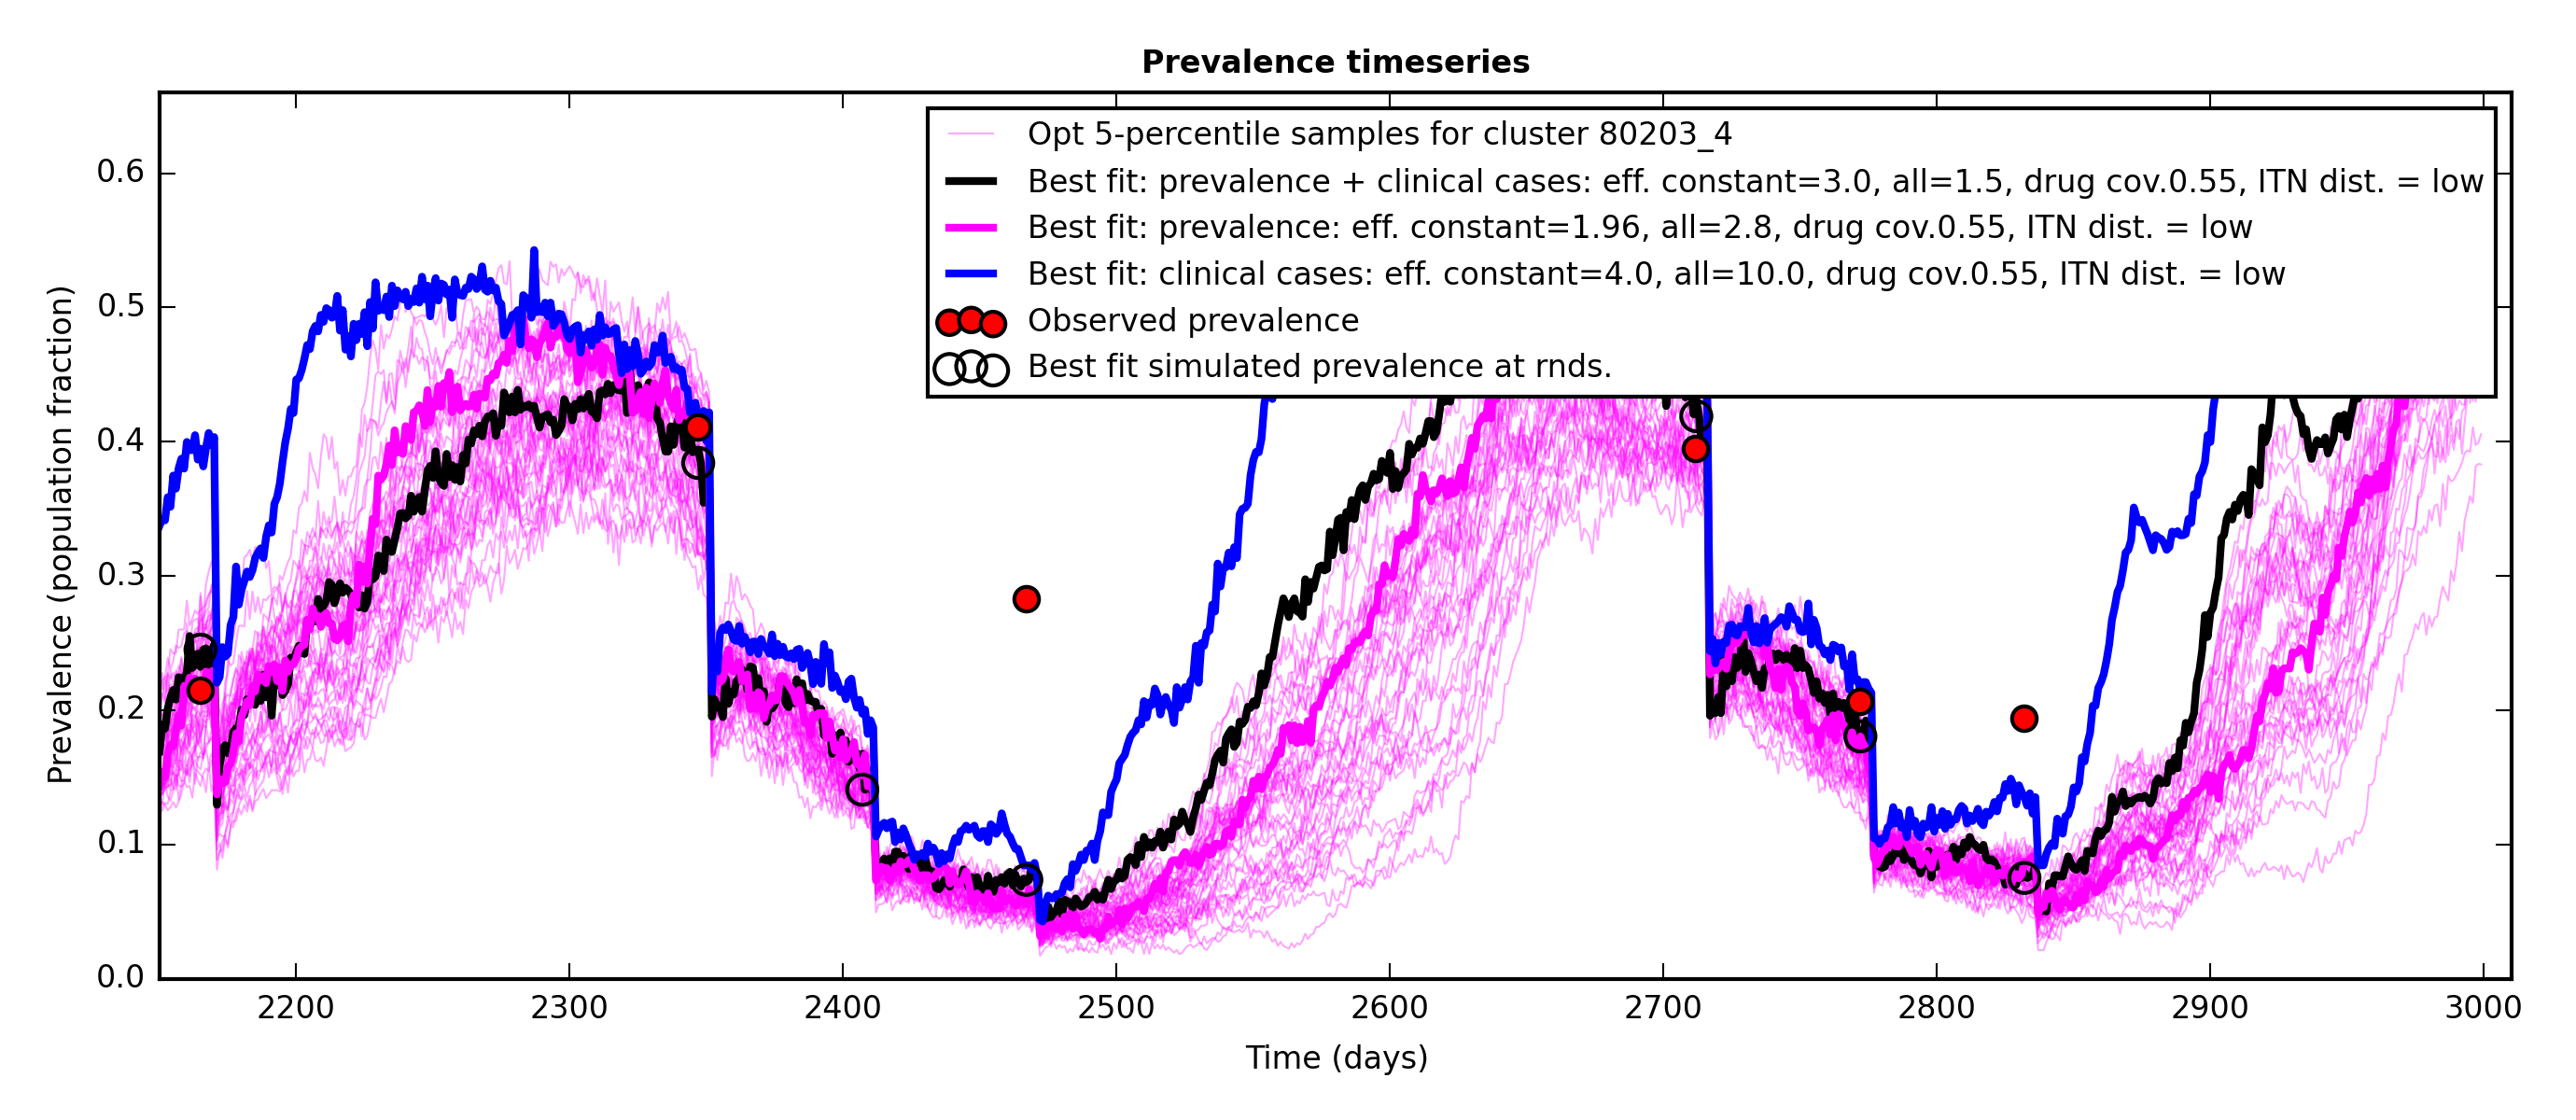 Prevalence timeseries
Opt 5-percentile samples for cluster 80203_4
Best fit: prevalence + clinical cases: eff. constant=3.0, all=1.5, drug cov.0.55, ITN dist. = low
Best fit: prevalence: eff. constant=1.96, all=2.8, drug cov.0.55, ITN dist. = low
Best fit: clinical cases: eff. constant=4.0, all=10.0, drug cov.0.55, ITN dist. = low
Observed prevalence
Best fit simulated prevalence at rnds.
Prevalence (population fraction)
0.6
0.5
0.4
0.3
0.2
0.1
0.0
2200 2300 2400 2500 2600 2700 2800 2900 3000
Time (days)